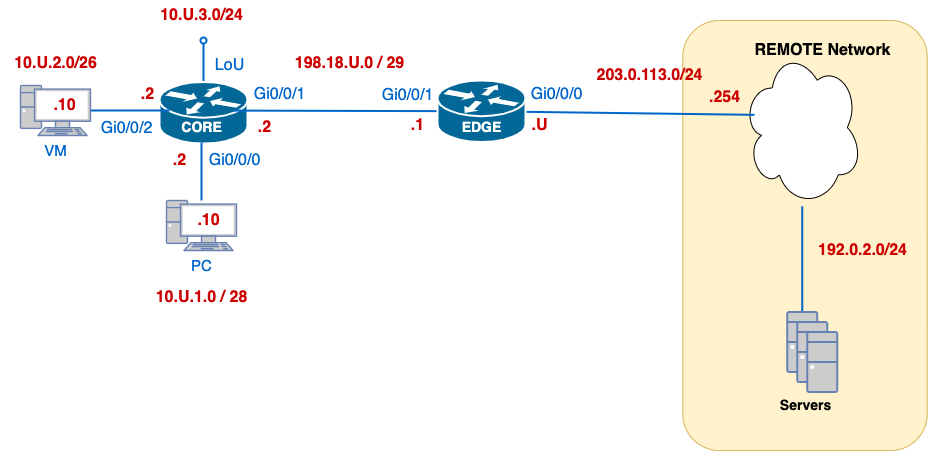 10.U.3.0/24
LoU
10.U.2.0/26
.10
VM
.2
Gi0/0/2
CORE
Gi0/0/1
.2
198.18.U.0 / 29
Gi0/0/1
.1
EDGE
Gi0/0/0
.U
203.0.113.0/24
.254
REMOTE Network
.2
Gi0/0/0
.10
PC
10.U.1.0 / 28
192.0.2.0/24
Servers